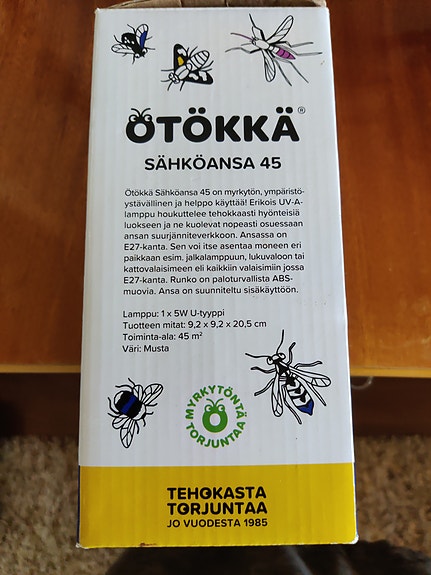 ÖTÖKKÄ®
SÄHKÖANSA 45
Ötökkä Sähköansa 45 on myrkytön, ympäristö-
ystävällinen ja helppo käyttää! Erikois UV-A-
lamppu houkuttelee tehokkaasti hyönteisiä
luokseen ja ne kuolevat nopeasti osuessaan
ansan suurjänniteverkkoon. Ansassa on
E27-kanta. Sen voi itse asentaa moneen eri
paikkaan esim. jalkalamppuun, lukuvaloon tai
kattovalaisimeen eli kaikkiin valaisimiin jossa
E27-kanta. Runko on paloturvallista ABS-
muovia. Ansa on suunniteltu sisäkäyttöön.
Lamppu: 1 x 5W U-tyyppi
Tuotteen mitat: 9,2 x 9,2 x 20,5 cm
Toiminta-ala: 45 m²
Väri: Musta
MYRKYTÖNTÄ
Ö
TORJUNTAA
TEHOKASTA
TORJUNTAA
JO VUODESTA 1985